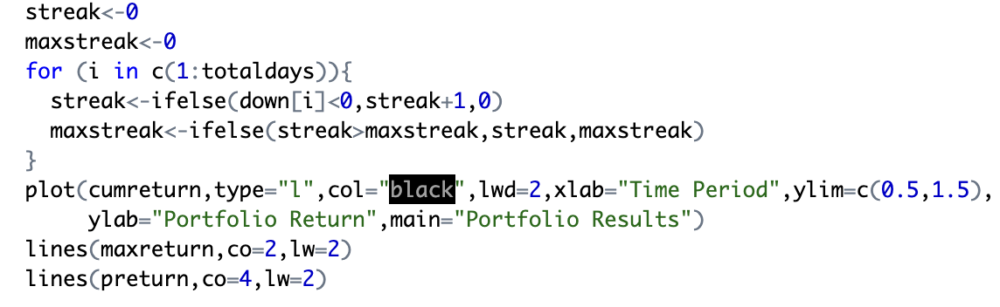 streak<-0
maxstreak<-0
for (i in c(1:totaldays)){
  streak<-ifelse(down[i]<0,streak+1,0)
  maxstreak<-ifelse(streak>maxstreak,streak,maxstreak)
}
plot(cumreturn,type="l",col="black",lwd=2,xlab="Time Period",ylim=c(0.5,1.5),
     ylab="Portfolio Return",main="Portfolio Results")
lines(maxreturn,co=2,lw=2)
lines(preturn,co=4,lw=2)